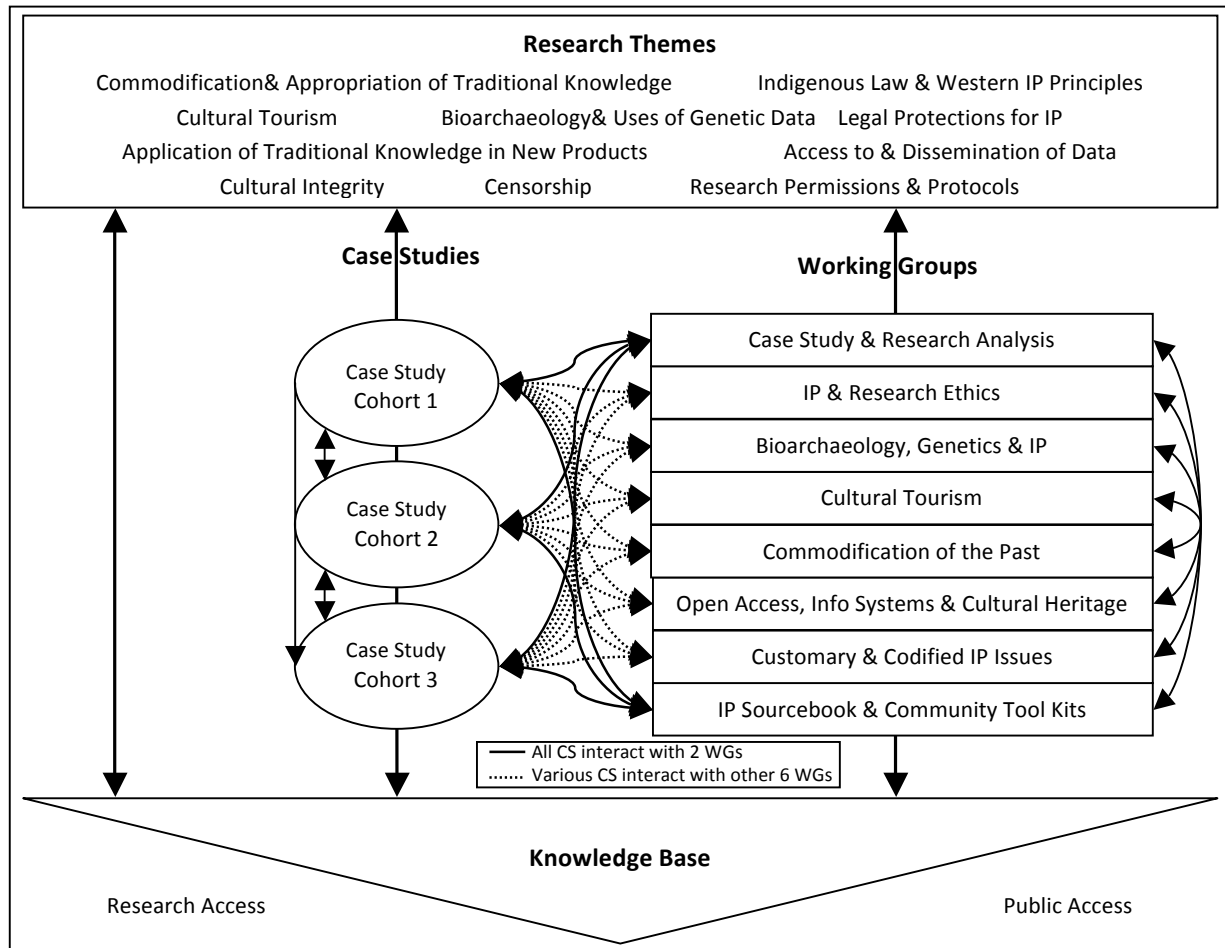 Research Themes
Commodification& Appropriation of Traditional Knowledge Indigenous Law & Western IP Principles
Cultural Tourism Bioarchaeology& Uses of Genetic Data Legal Protections for IP
Application of Traditional Knowledge in New Products Access to & Dissemination of Data
Cultural Integrity Censorship Research Permissions & Protocols
Case Studies
Working Groups
Case Study
Cohort 1
Case Study
Cohort 2
Case Study
Cohort 3
Case Study & Research Analysis
IP & Research Ethics
Bioarchaeology, Genetics & IP
Cultural Tourism
Commodification of the Past
Open Access, Info Systems & Cultural Heritage
Customary & Codified IP Issues
IP Sourcebook & Community Tool Kits
All CS interact with 2 WGs
Various CS interact with other 6 WGs
Knowledge Base
Research Access
Public Access